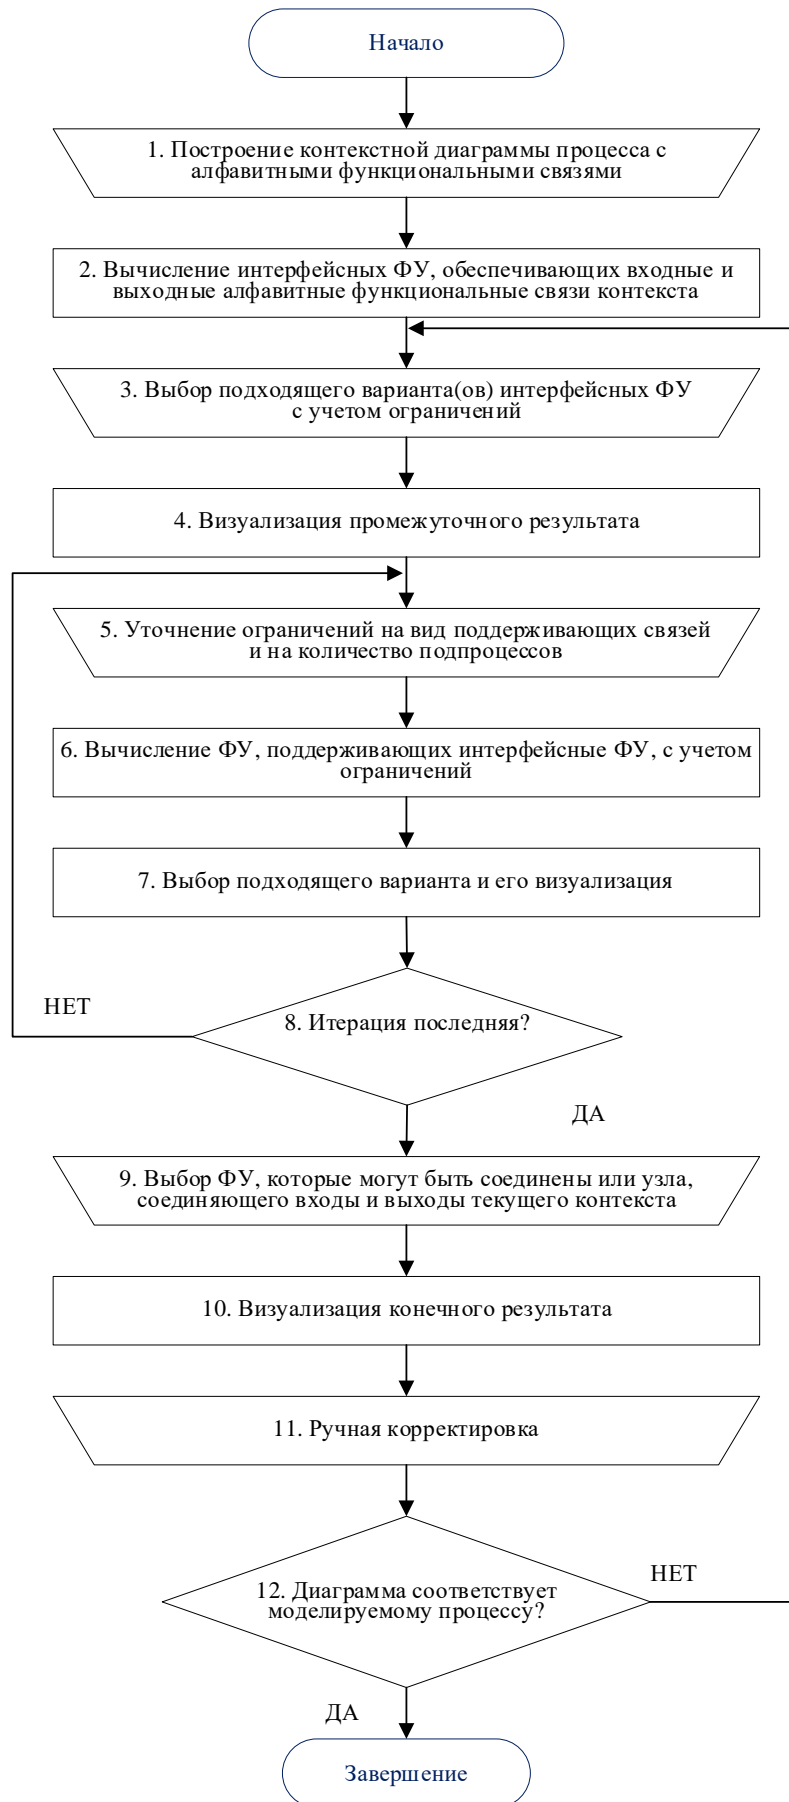 Начало
1. Построение контекстной диаграммы процесса с
алфавитными функциональными связями
2. Вычисление интерфейсных ФУ, обеспечивающих входные и
выходные алфавитные функциональные связи контекста
3. Выбор подходящего варианта(ов) интерфейсных ФУ
с учетом ограничений
4. Визуализация промежуточного результата
5. Уточнение ограничений на вид поддерживающих связей
и на количество подпроцессов
6. Вычисление ФУ, поддерживающих интерфейсные ФУ, с учетом
ограничений
7. Выбор подходящего варианта и его визуализация
НЕТ
8. Итерация последняя?
ДА
9. Выбор ФУ, которые могут быть соединены или узла,
соединяющего входы и выходы текущего контекста
10. Визуализация конечного результата
11. Ручная корректировка
НЕТ
12. Диаграмма соответствует
моделируемому процессу?
ДА
Завершение